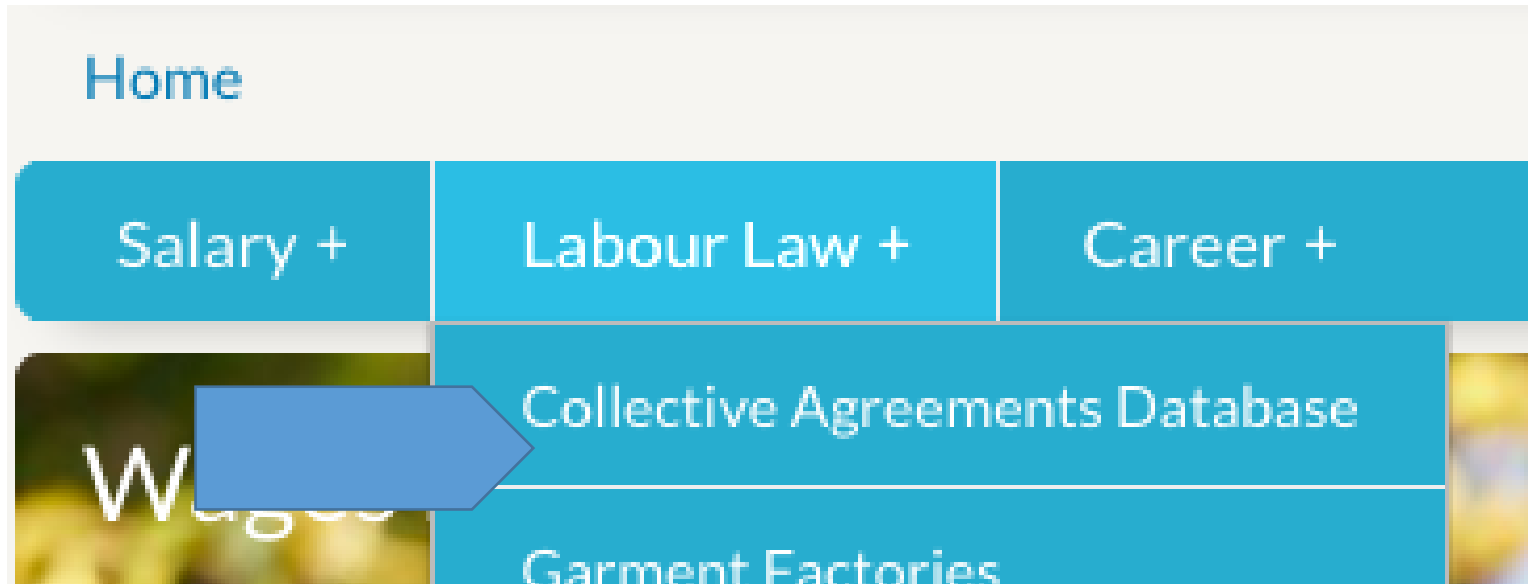 Home
Salary + Labour Law + Career +
Collective Agreements Database
Garment Factories